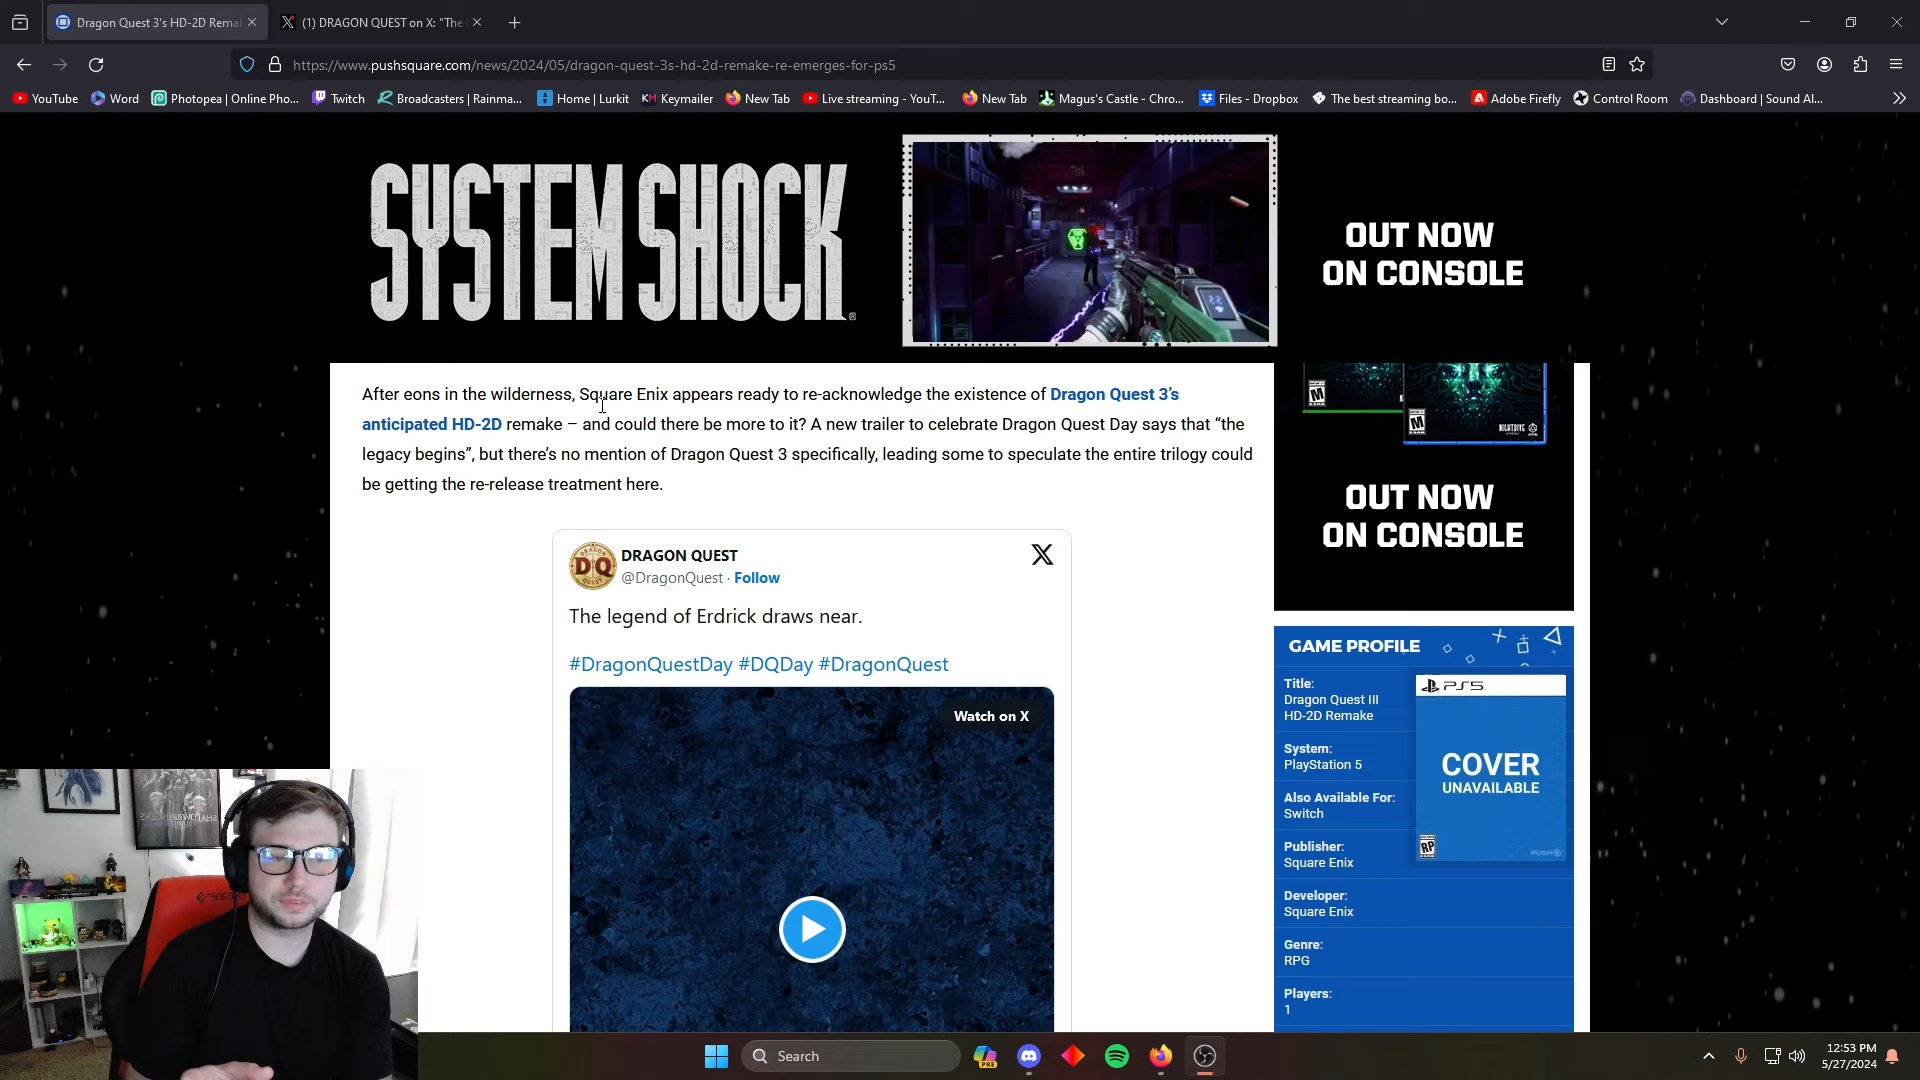 Dragon Quest 3's HD-2D Rema
(1) DRAGON QUEST on X: "The
https://www.pushsquare.com/news/2024/05/dragon-quest-3s-hd-2d-remake-re-emerges-for-ps5
YouTube
Word
Photopea | Online Pho...
Twitch
Broadcasters | Rainma...
Home | Lurkit
KM Keymailer
New Tab
Live streaming - YouT...
New Tab
Magus's Castle - Chro...
Files - Dropbox
The best streaming bo...
Adobe Firefly
Control Room
Dashboard | Sound Al...
SYSTEM SHOCK®
OUT NOW
ON CONSOLE
After eons in the wilderness, Square Enix appears ready to re-acknowledge the existence of Dragon Quest 3's
anticipated HD-2D remake – and could there be more to it? A new trailer to celebrate Dragon Quest Day says that “the
legacy begins”, but there's no mention of Dragon Quest 3 specifically, leading some to speculate the entire trilogy could
be getting the re-release treatment here.
NIGHTDIVE
OUT NOW
ON CONSOLE
DRAGON QUEST
@DragonQuest · Follow
The legend of Erdrick draws near.
#DragonQuestDay #DQDay #DragonQuest
Watch on X
GAME PROFILE
Title:
Dragon Quest III
HD-2D Remake
System:
PlayStation 5
Also Available For:
Switch
Publisher:
Square Enix
Developer:
Square Enix
Genre:
RPG
Players:
1
PS5
COVER
UNAVAILABLE
RP
PUSH
SHADOWBRINGERS
Search
PRE
12:53 PM
5/27/2024